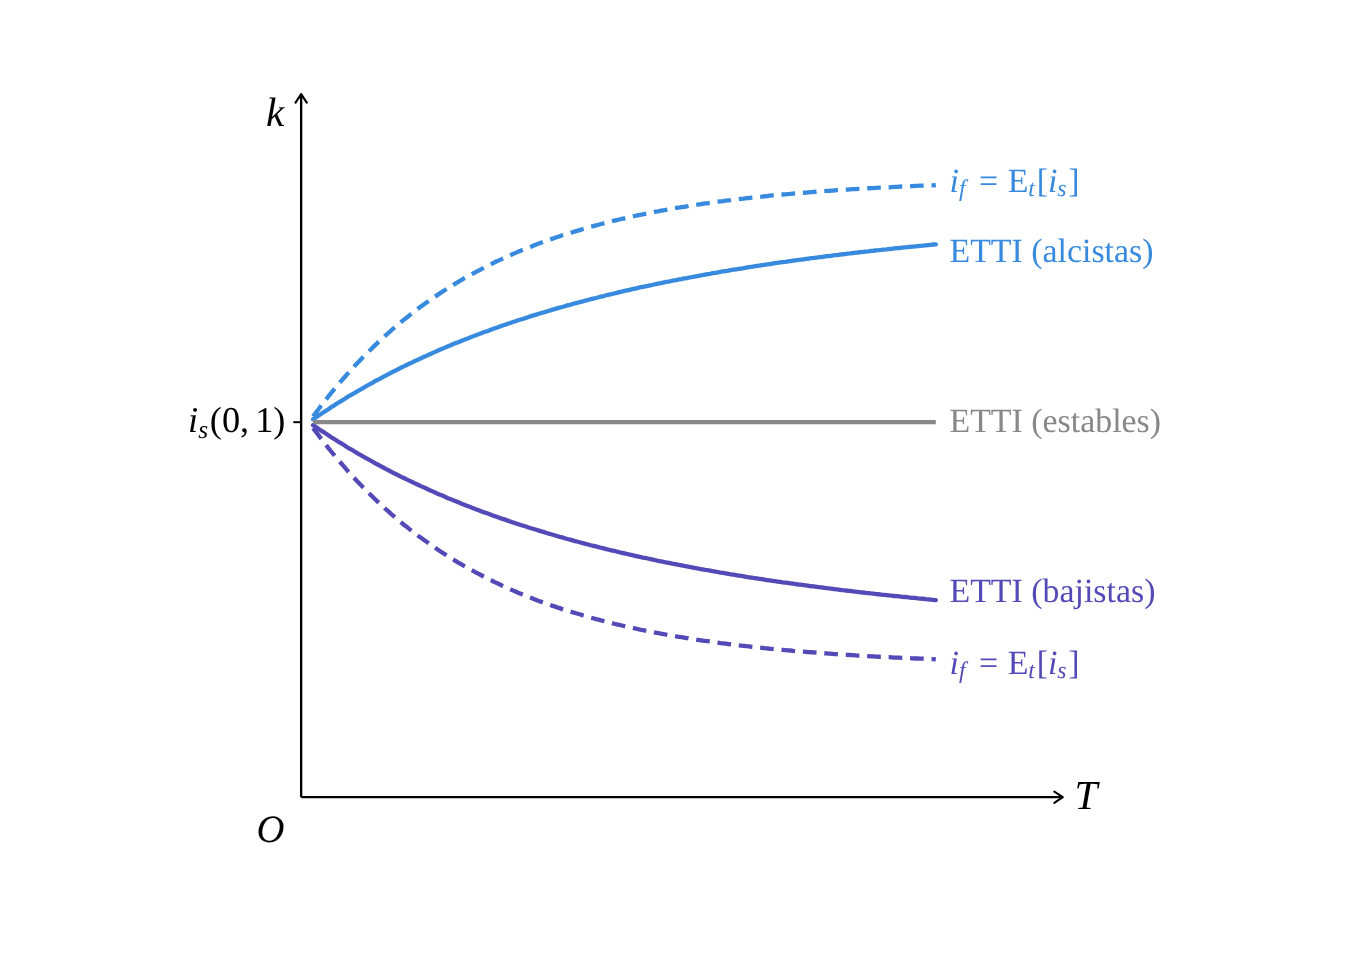 k
i_f = E_t[i_s]
ETTI (alcistas)
i_s(0, 1)
ETTI (estables)
ETTI (bajistas)
i_f = E_t[i_s]
T
O